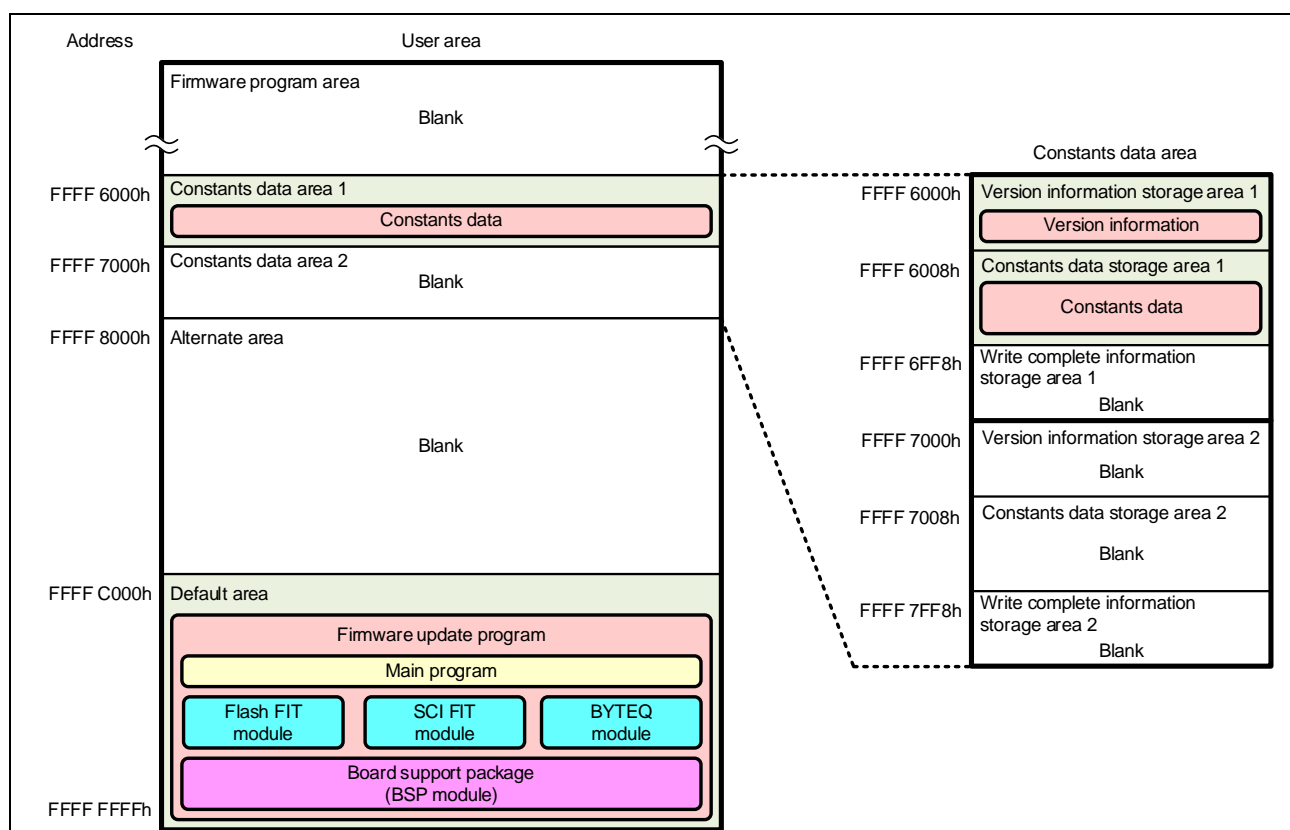 Address
User area
Firmware program area
Blank
FFFF 6000h
Constants data area 1
Constants data
FFFF 7000h
Constants data area 2
Blank
FFFF 8000h
Alternate area
Blank
FFFF C000h
Default area
Firmware update program
Main program
Flash FIT
module
SCI FIT
module
BYTEQ
module
Board support package
(BSP module)
FFFF FFFFh
Constants data area
FFFF 6000h
Version information storage area 1
Version information
FFFF 6008h
Constants data storage area 1
Constants data
FFFF 6FF8h
Write complete information
storage area 1
Blank
FFFF 7000h
Version information storage area 2
Blank
FFFF 7008h
Constants data storage area 2
Blank
FFFF 7FF8h
Write complete information
storage area 2
Blank